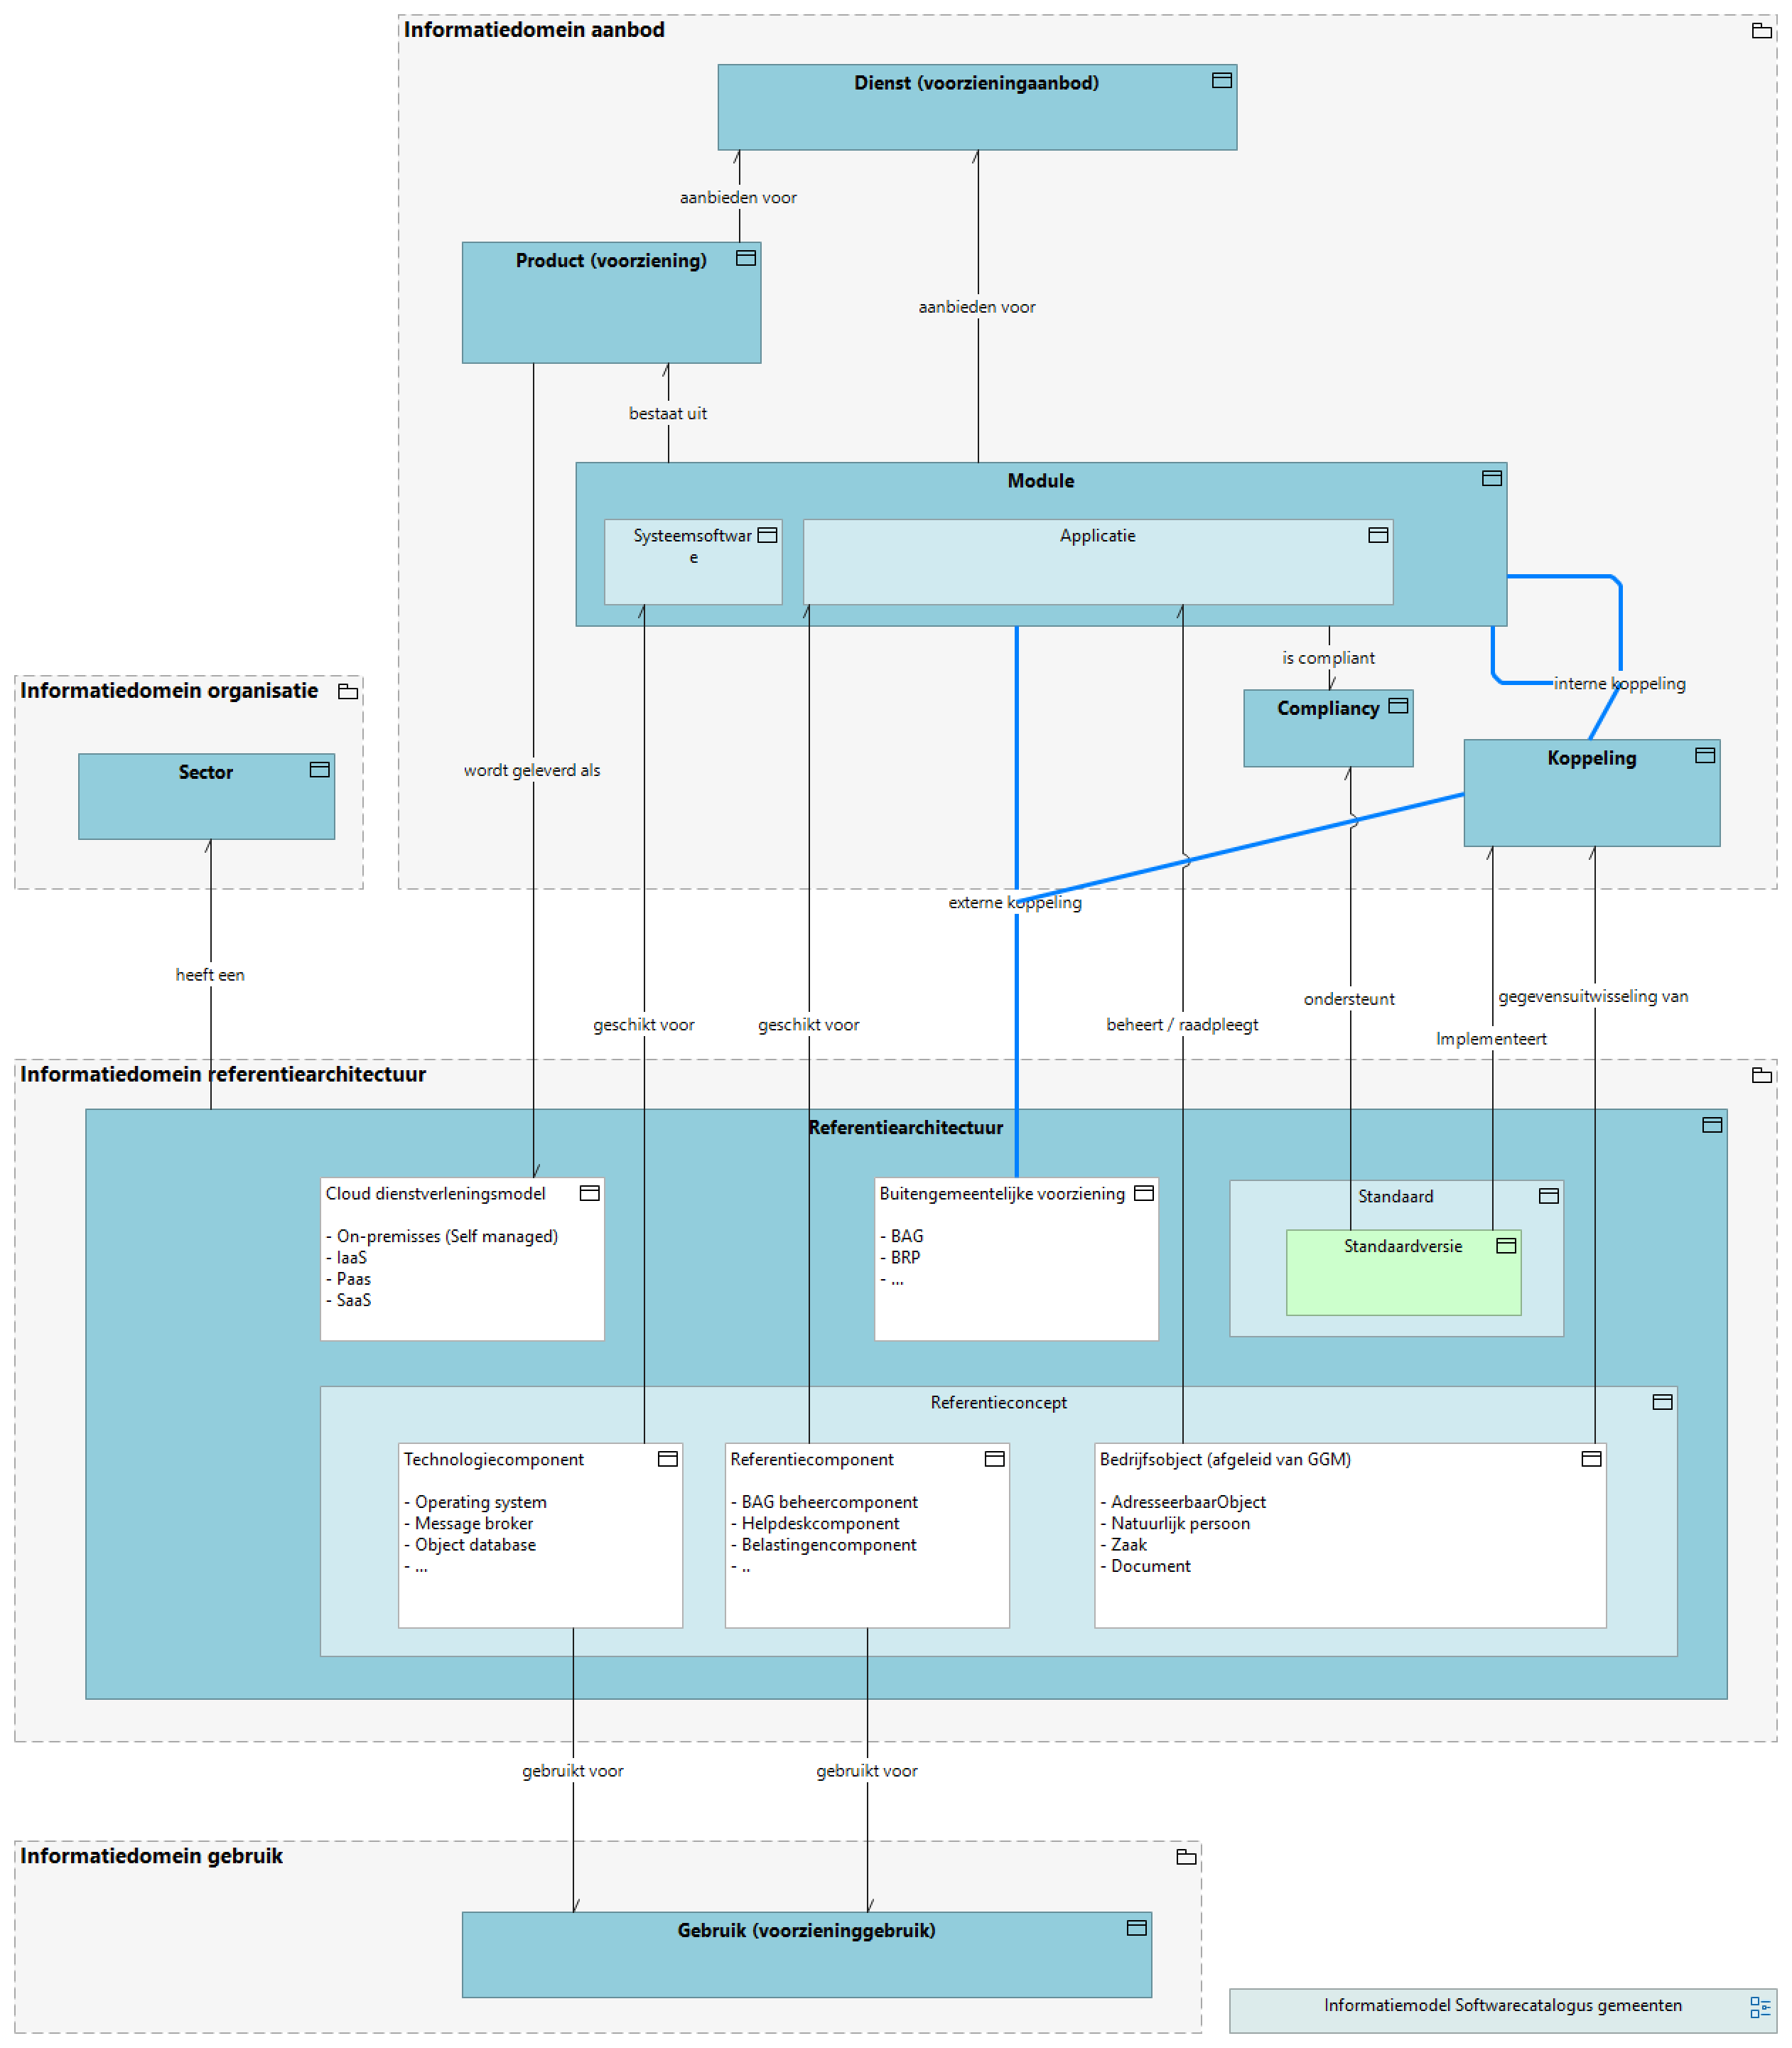 Informatiedomein aanbod
Dienst (voorzieningaanbod)
aanbieden voor
Product (voorziening)
aanbieden voor
bestaat uit
Module
Systeemsoftwar
e
Applicatie
is compliant
interne koppeling
Informatiedomein organisatie
Compliancy
Koppeling
Sector
wordt geleverd als
externe koppeling
heeft een
gegevensuitwisseling van
ondersteunt
geschikt voor
geschikt voor
beheert / raadpleegt
Implementeert
Informatiedomein referentiearchitectuur
Referentiearchitectuur
Cloud dienstverleningsmodel
- On-premisses (Self managed)
- IaaS
- Paas
- SaaS
Buitengemeentelijke voorziening
- BAG
- BRP
- ...
Standaard
Standaardversie
Referentieconcept
Technologiecomponent
- Operating system
- Message broker
- Object database
- ...
Referentiecomponent
- BAG beheercomponent
- Helpdeskcomponent
- Belastingencomponent
- ..
Bedrijfsobject (afgeleid van GGM)
- AdresseerbaarObject
- Natuurlijk persoon
- Zaak
- Document
gebruikt voor
gebruikt voor
Informatiedomein gebruik
Gebruik (voorzieninggebruik)
Informatiemodel Softwarecatalogus gemeenten